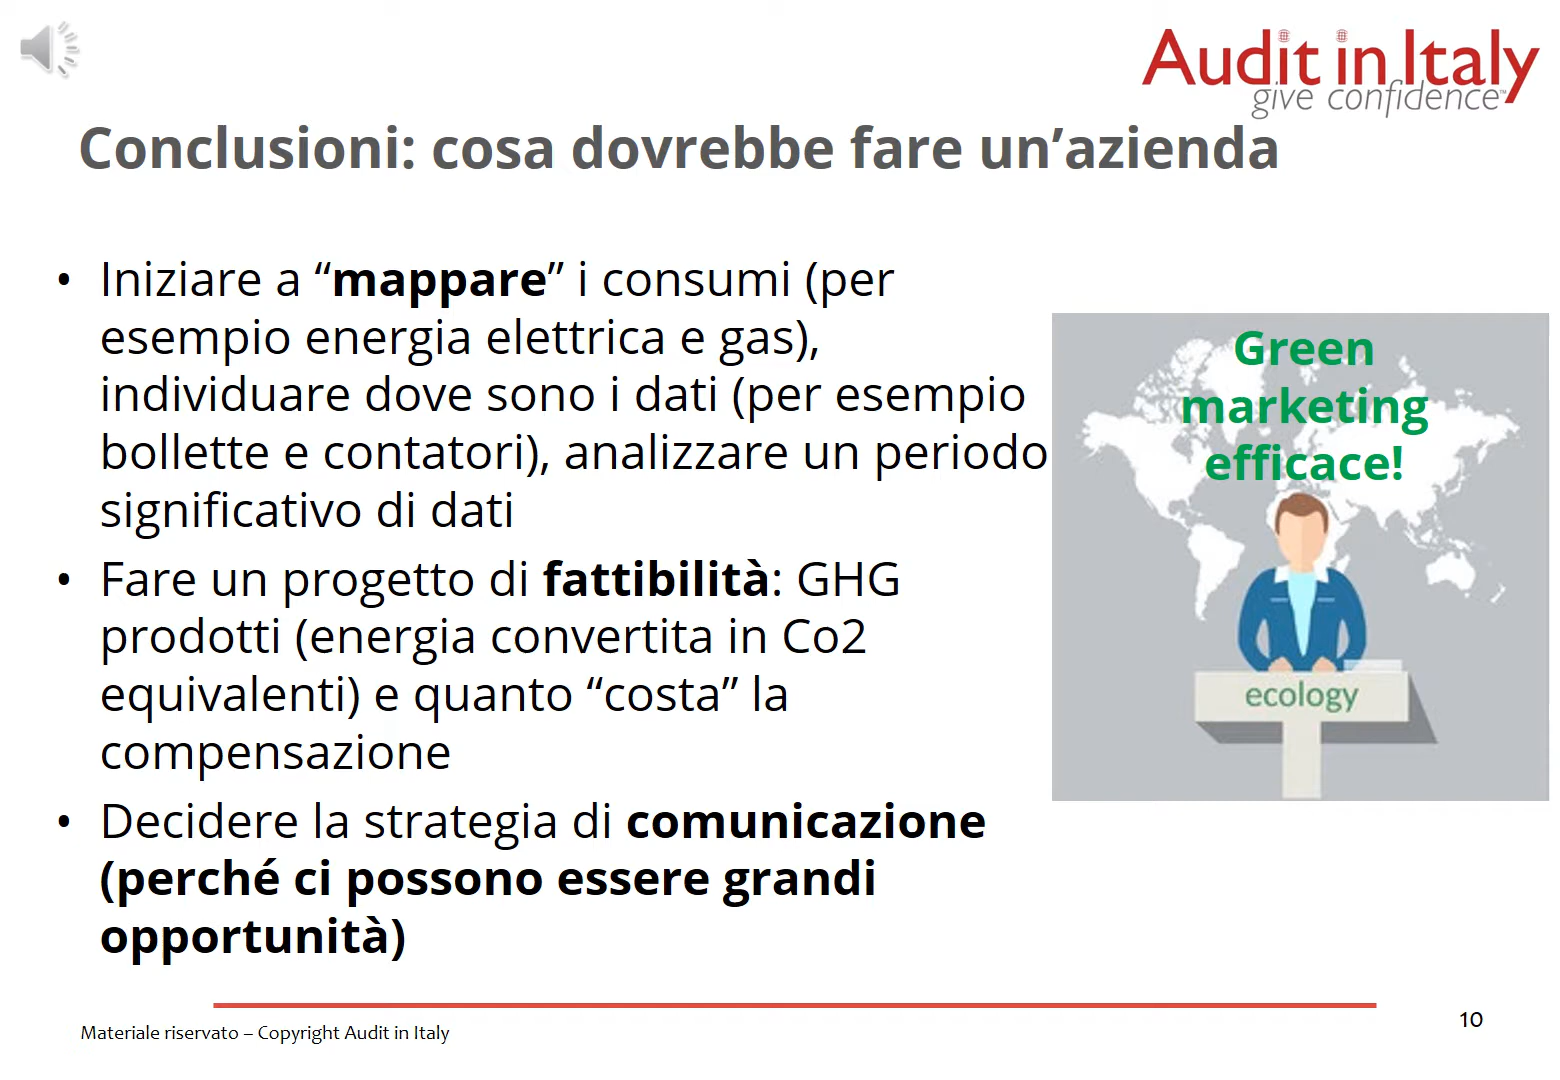 Audit in Italy
give confidence™
Conclusioni: cosa dovrebbe fare un’azienda
• Iniziare a “mappare” i consumi (per
esempio energia elettrica e gas),
individuare dove sono i dati (per esempio
bollette e contatori), analizzare un periodo
significativo di dati
• Fare un progetto di fattibilità: GHG
prodotti (energia convertita in Co2
equivalenti) e quanto “costa” la
compensazione
• Decidere la strategia di comunicazione
(perché ci possono essere grandi
opportunità)
Green
marketing
efficace!
ecology
Materiale riservato – Copyright Audit in Italy
10